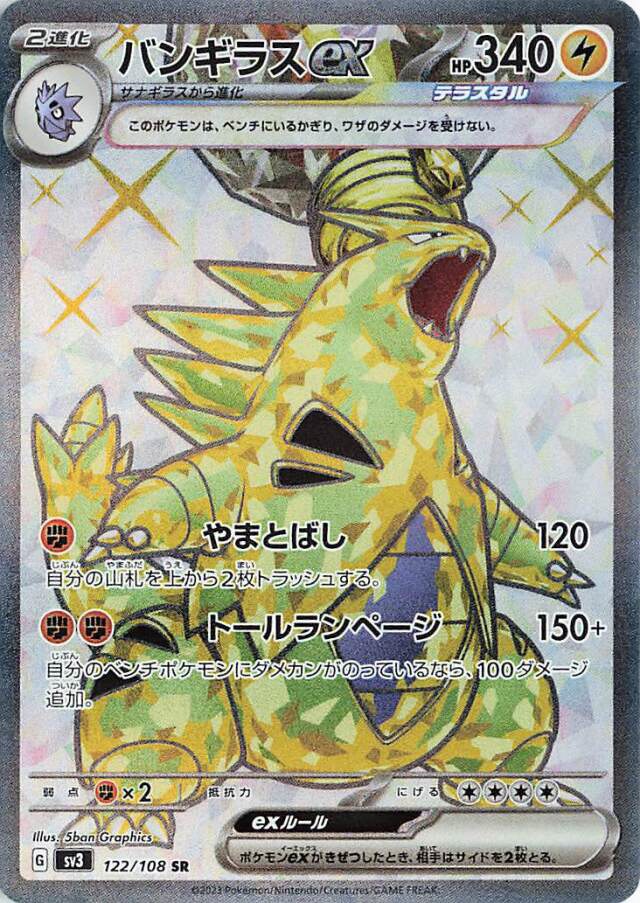 2進化
バンギラスex
HP 340
サナギラスから進化
テラスタル
このポケモンは、ベンチにいるかぎり、ワザのダメージを受けない。
やまとばし 120
自分の山札を上から2枚トラッシュする。
トールランページ 150+
自分のベンチポケモンにダメカンがのっているなら、100ダメージ
追加。
弱点 ×2 抵抗力 にげる
exルール
ポケモンexがきぜつしたとき、相手はサイドを2枚とる。
Illus. 5ban Graphics
G sv3 122/108 SR
©2023 Pokémon/Nintendo/Creatures/GAME FREAK.